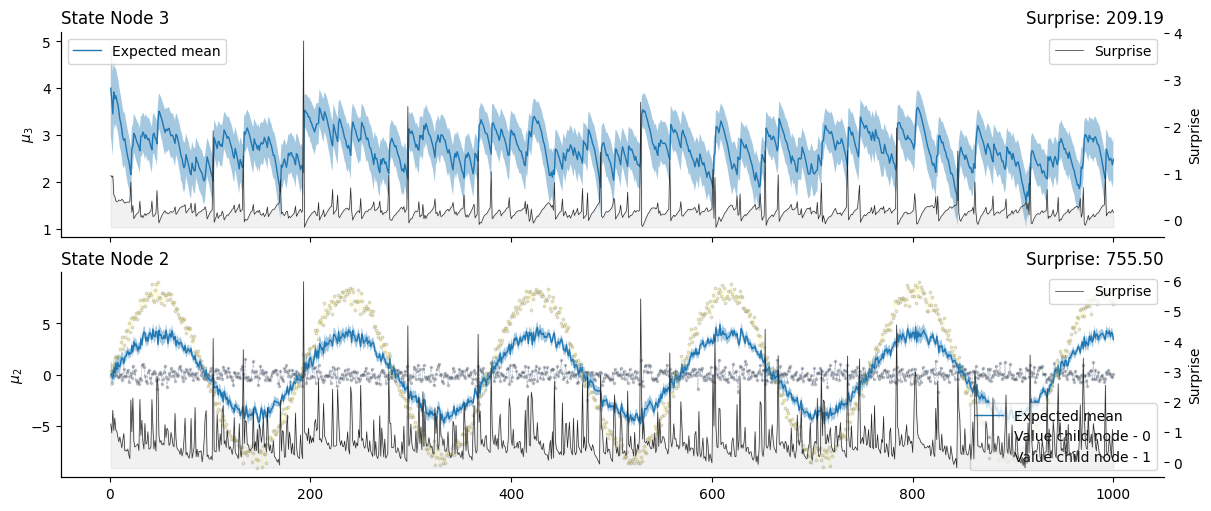 State Node 3
Surprise: 209.19
Expected mean
Surprise
5
4
3
2
1
μ3
4
3
2
1
0
Surprise
State Node 2
Surprise: 755.50
Surprise
5
0
−5
μ2
6
5
4
3
2
1
0
Surprise
Expected mean
Value child node - 0
Value child node - 1
0
200
400
600
800
1000